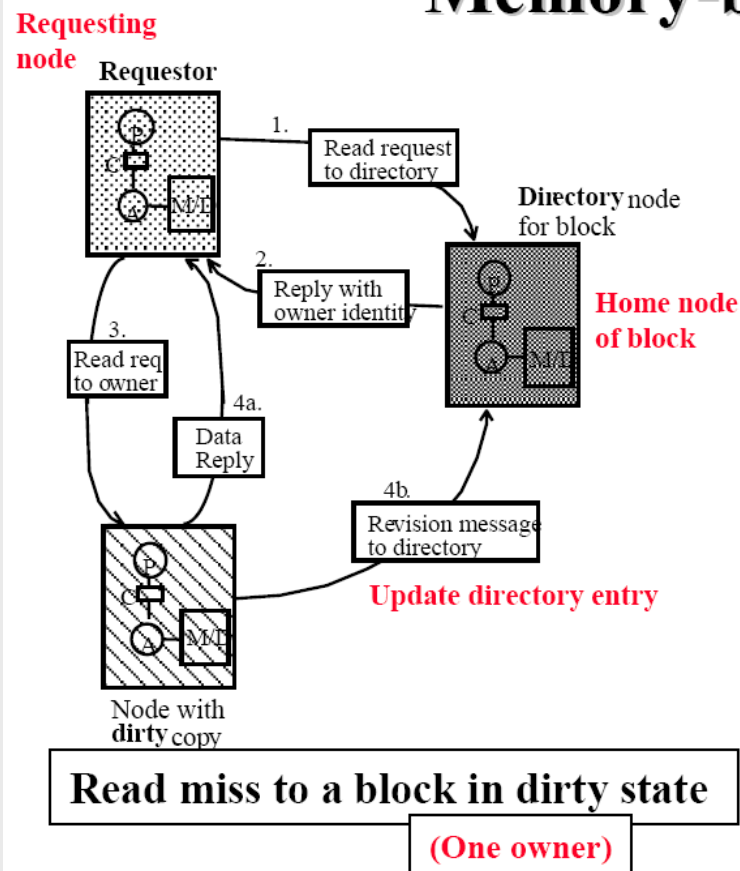 Requesting
node
Requestor
P
C
A
M/D
1.
Read request
to directory
Directory node
for block
2.
Reply with
owner identity
P
C
A
M/D
Home node
of block
3.
Read req
to owner
4a.
Data
Reply
4b.
Revision message
to directory
Update directory entry
P
C
A
M/D
Node with
dirty copy
Read miss to a block in dirty state
(One owner)